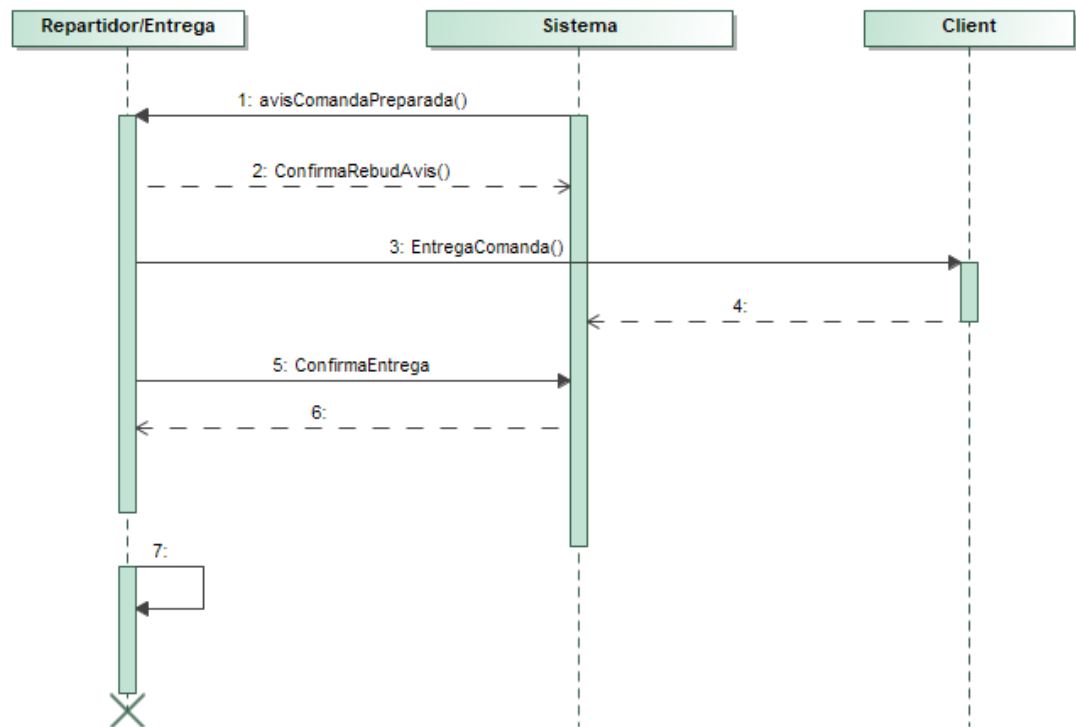 Repartidor/Entrega
Sistema
Client
1: avisComandaPreparada()
2: ConfirmaRebudAvis()
3: EntregaComanda()
4:
5: ConfirmaEntrega
6:
7: